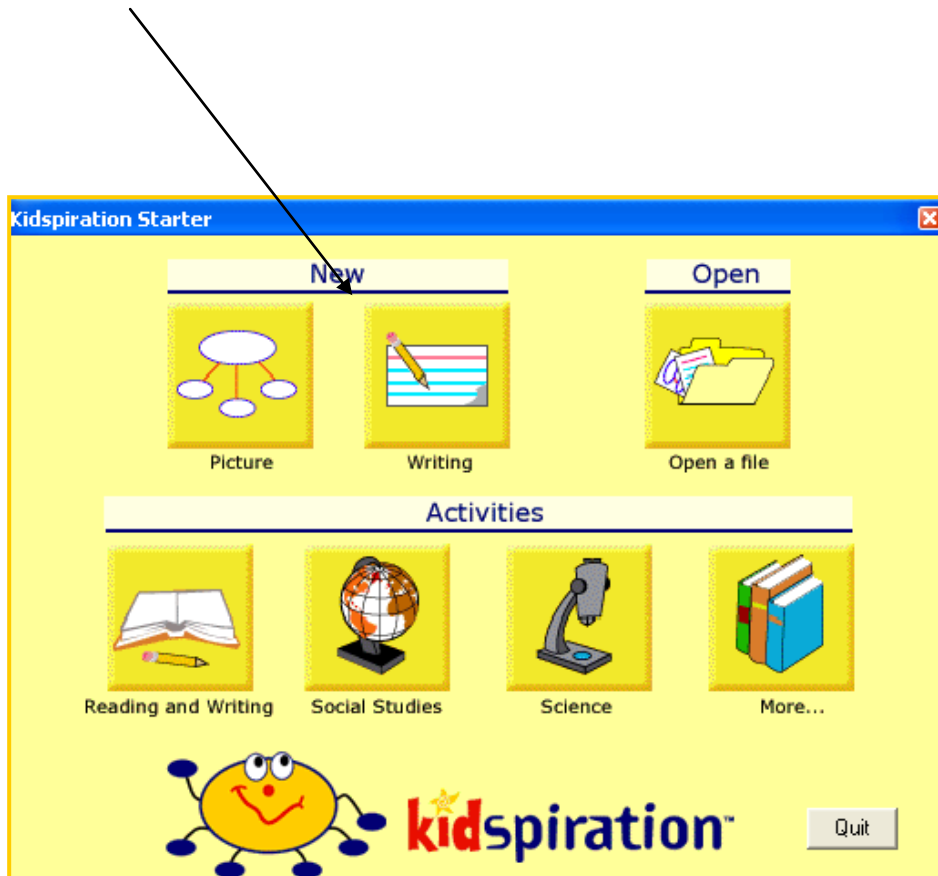 Kidspiration Starter
New Open
Picture Writing Open a file
Activities
Reading and Writing Social Studies Science More...
kidspiration™
Quit